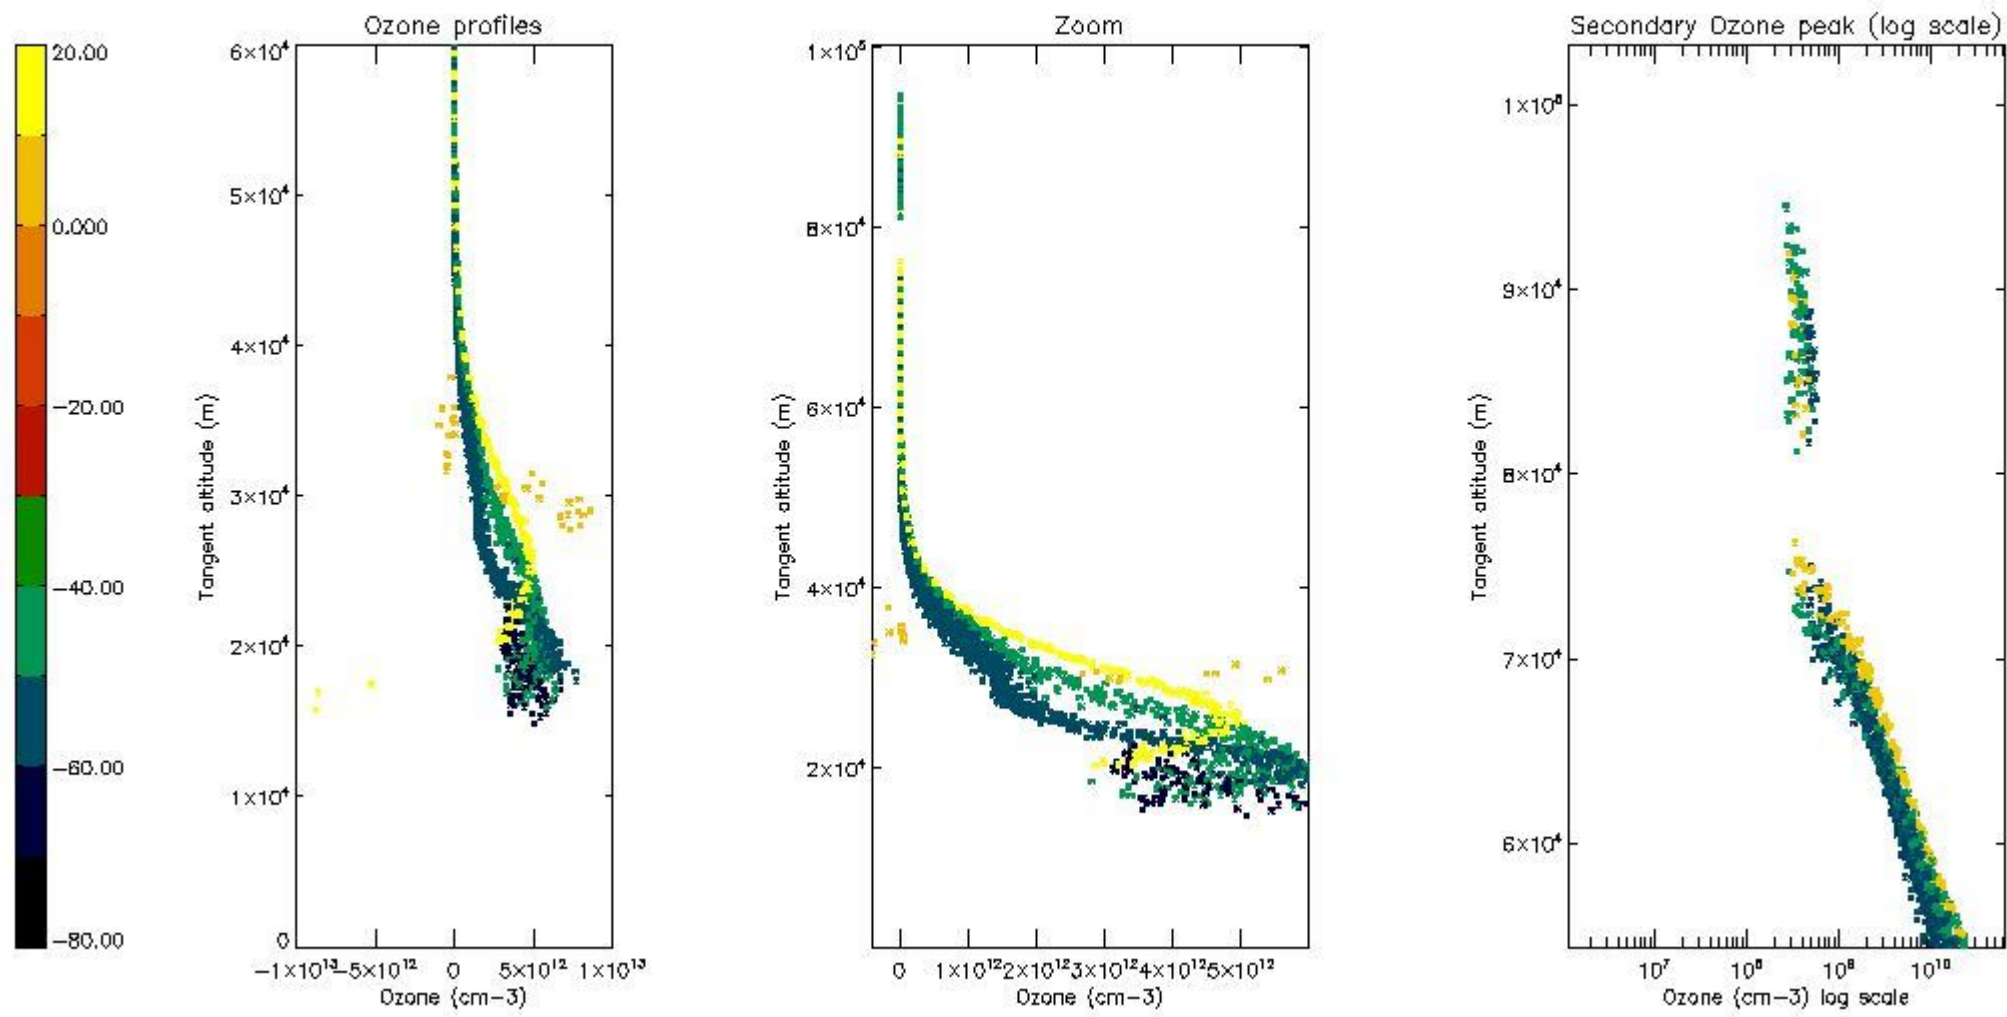 Ozone profiles
Zoom
Secondary Ozone peak (log scale)
20.00
0.000
−20.00
−40.00
−60.00
−80.00
6×10⁴
5×10⁴
4×10⁴
3×10⁴
2×10⁴
1×10⁴
0
Tangent altitude (m)
−1×10¹³ −5×10¹² 0 5×10¹² 1×10¹³
Ozone (cm−3)
1×10⁵
8×10⁴
6×10⁴
4×10⁴
2×10⁴
Tangent altitude (m)
0 1×10¹² 2×10¹² 3×10¹² 4×10¹² 5×10¹²
Ozone (cm−3)
1×10⁵
9×10⁴
8×10⁴
7×10⁴
6×10⁴
Tangent altitude (m)
10⁷ 10⁸ 10⁹ 10¹⁰
Ozone (cm−3) log scale